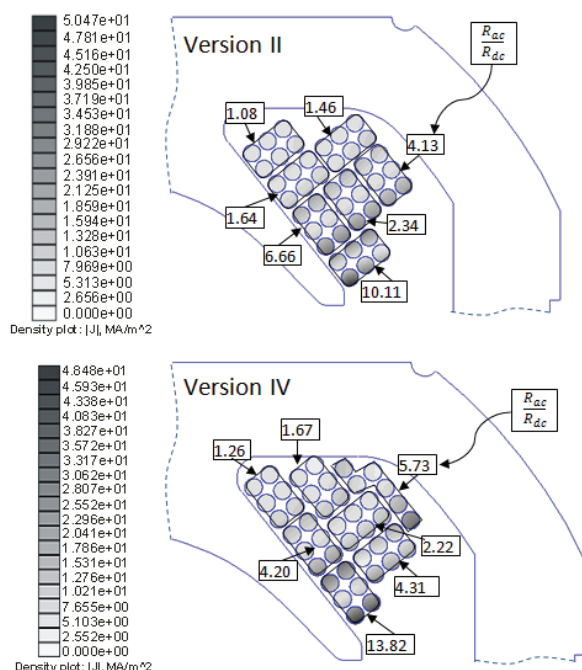 5.047e+01
4.781e+01
4.516e+01
4.250e+01
3.985e+01
3.719e+01
3.453e+01
3.188e+01
2.922e+01
2.656e+01
2.391e+01
2.125e+01
1.859e+01
1.594e+01
1.328e+01
1.063e+01
7.969e+00
5.313e+00
2.656e+00
0.000e+00
Density plot: |J|, MA/m^2
Version II
R_ac
R_dc
1.08
1.46
4.13
1.64
2.34
6.66
10.11
4.848e+01
4.593e+01
4.338e+01
4.083e+01
3.827e+01
3.572e+01
3.317e+01
3.062e+01
2.807e+01
2.552e+01
2.296e+01
2.041e+01
1.786e+01
1.531e+01
1.276e+01
1.021e+01
7.655e+00
5.103e+00
2.552e+00
0.000e+00
Density plot: |J|, MA/m^2
Version IV
R_ac
R_dc
1.67
1.26
5.73
2.22
4.20
4.31
13.82